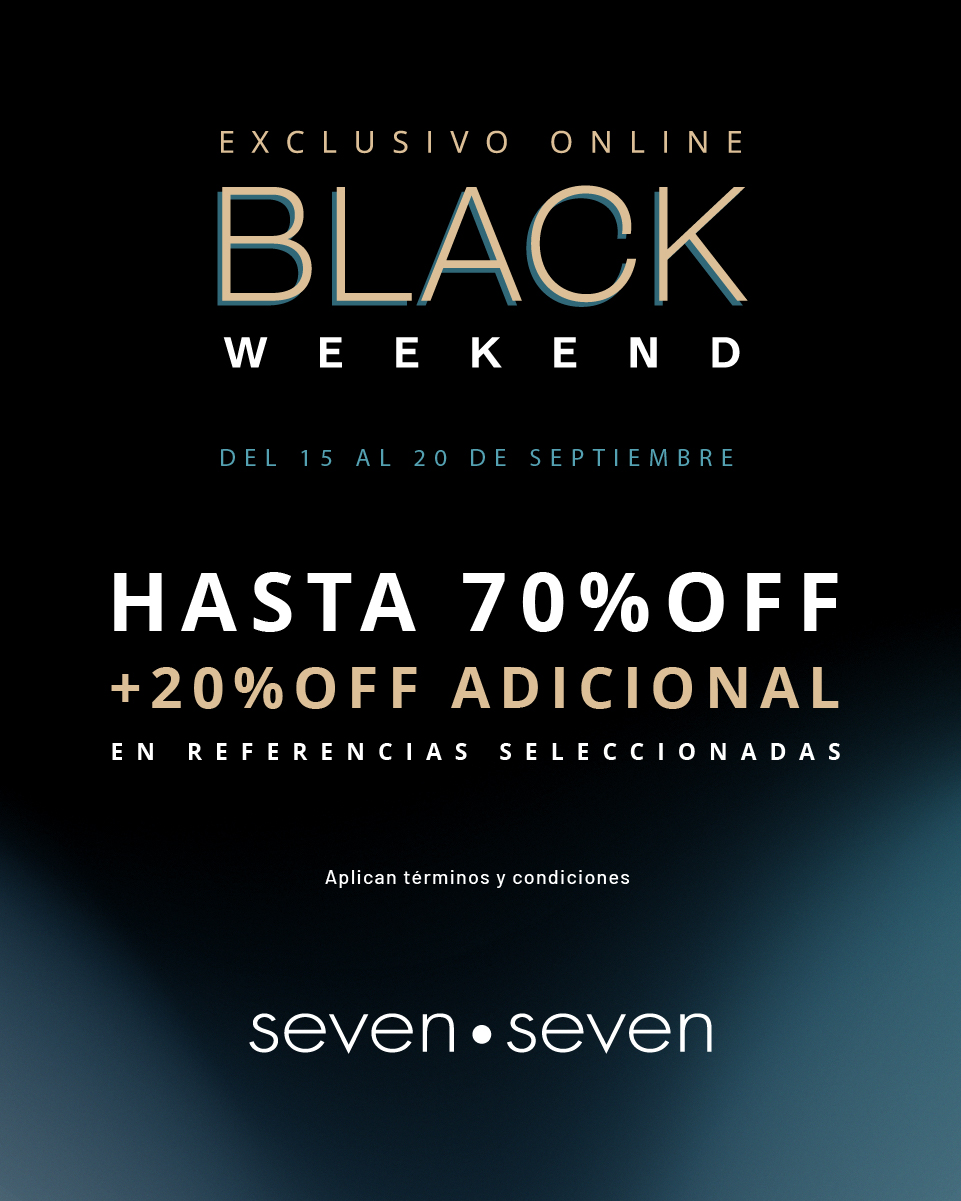 EXCLUSIVO ONLINE
BLACK
WEEKEND
DEL 15 AL 20 DE SEPTIEMBRE
HASTA 70%OFF
+20%OFF ADICIONAL
EN REFERENCIAS SELECCIONADAS
Aplican términos y condiciones
seven•seven